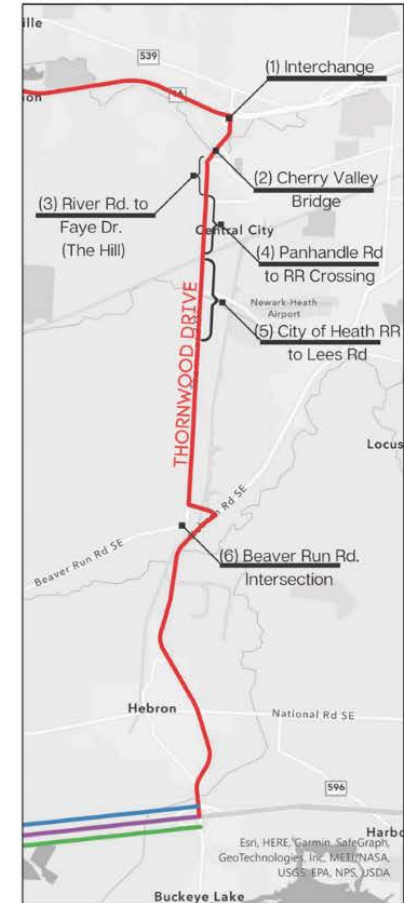 ille
539
(1) Interchange
16
ion
(2) Cherry Valley
Bridge
(3) River Rd. to
Faye Dr.
(The Hill)
Central City
(4) Panhandle Rd
to RR Crossing
Newark-Heath
Airport
(5) City of Heath RR
to Lees Rd
THORNWOOD DRIVE
Locus
Rd SE
Beaver Run Rd SE
(6) Beaver Run Rd.
Intersection
Hebron
National Rd SE
596
Harbo
Esri, HERE, Garmin, SafeGraph,
GeoTechnologies, Inc, METI/NASA,
USGS, EPA, NPS, USDA
Buckeye Lake